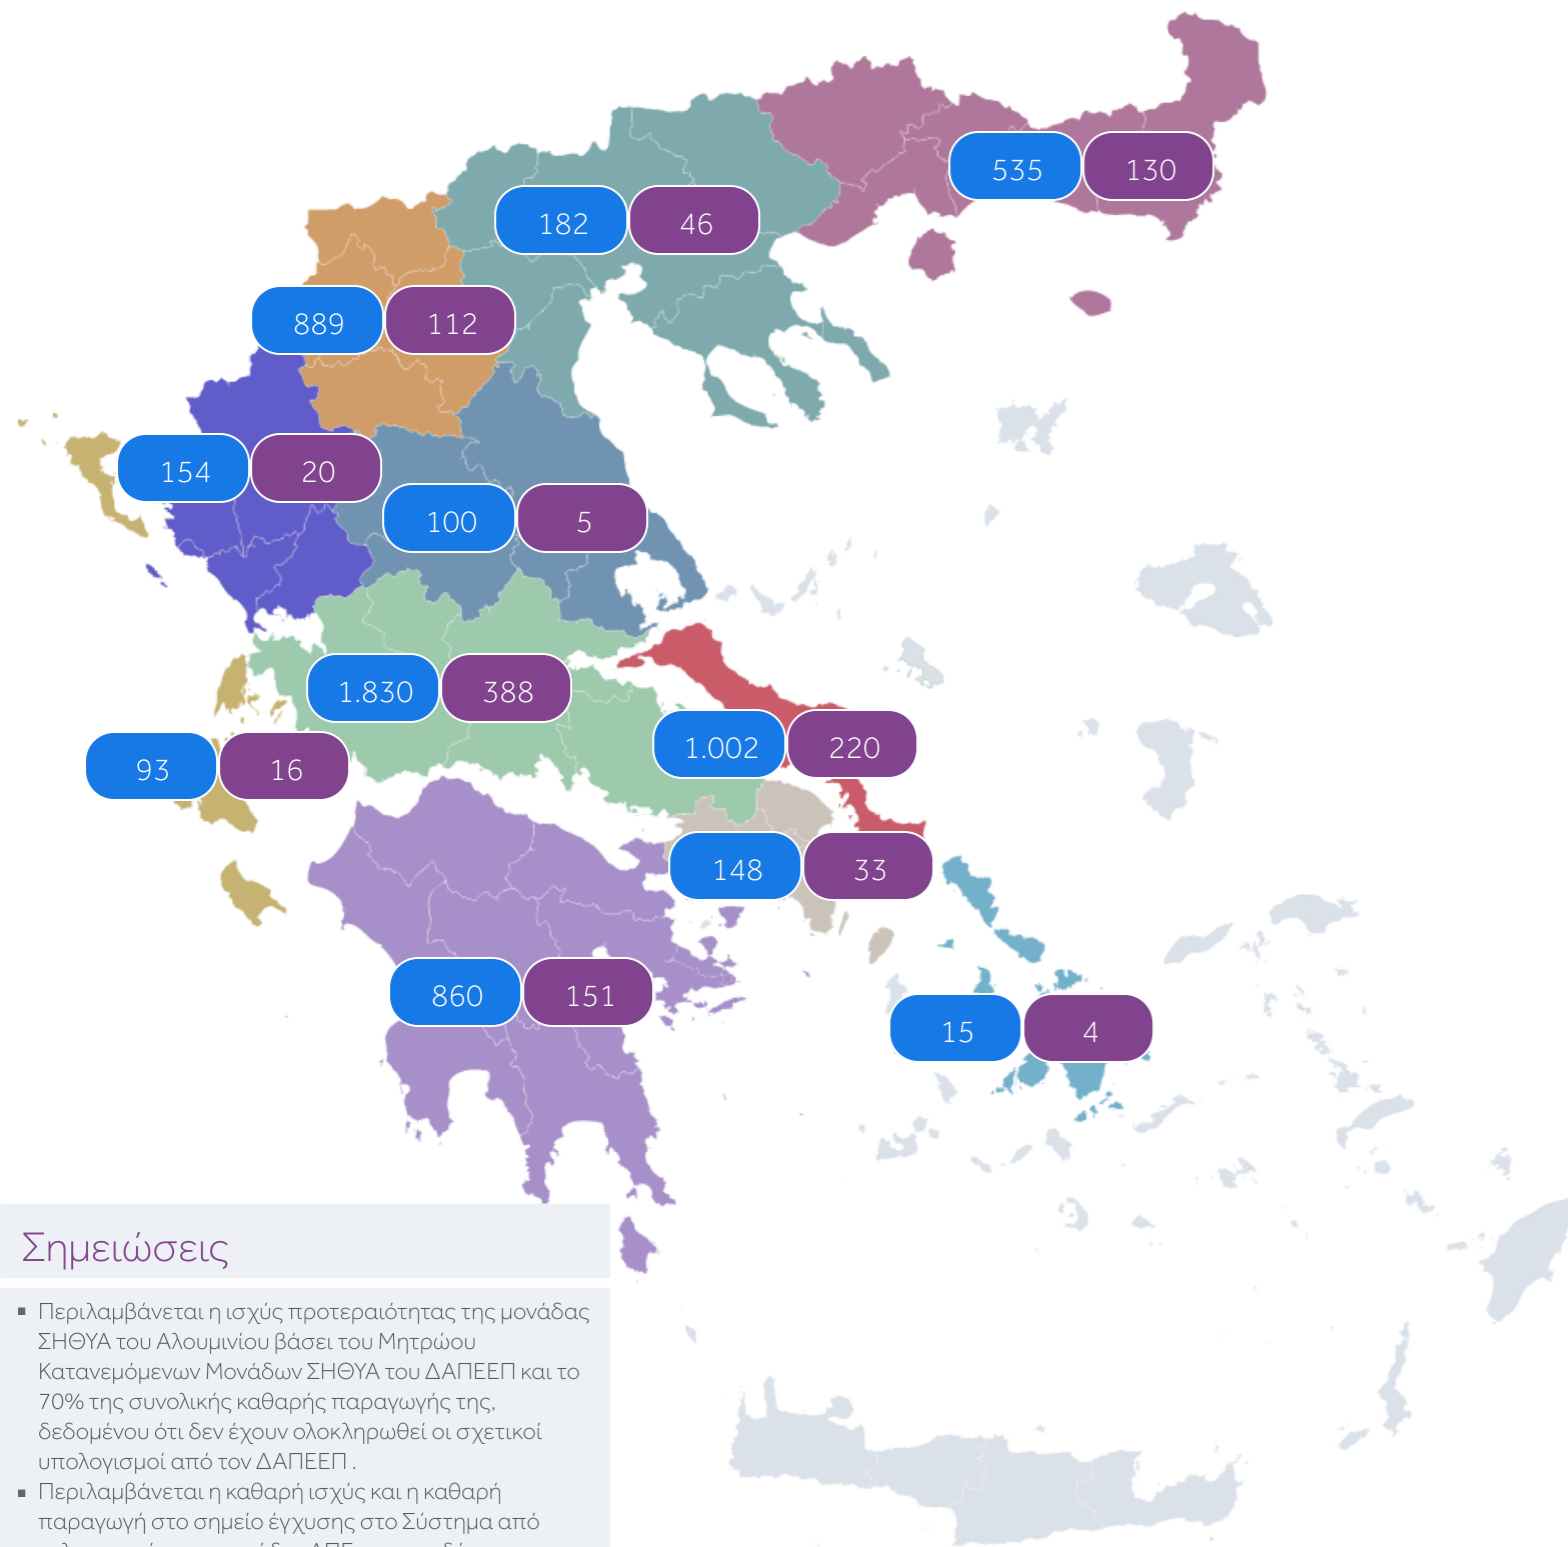 535 130
182 46
889 112
154 20
100 5
1.830 388
1.002 220
93 16
148 33
860 151
15 4
Σημειώσεις
▪ Περιλαμβάνεται η ισχύς προτεραιότητας της μονάδας
ΣΗΘΥΑ του Αλουμινίου βάσει του Μητρώου
Κατανεμόμενων Μονάδων ΣΗΘΥΑ του ΔΑΠΕΕΠ και το
70% της συνολικής καθαρής παραγωγής της,
δεδομένου ότι δεν έχουν ολοκληρωθεί οι σχετικοί
υπολογισμοί από τον ΔΑΠΕΕΠ .
▪ Περιλαμβάνεται η καθαρή ισχύς και η καθαρή
παραγωγή στο σημείο έγχυσης στο Σύστημα από